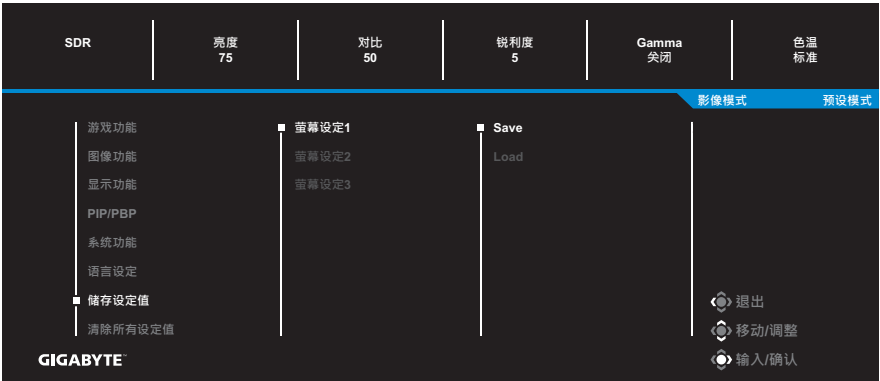 SDR 亮度 对比 锐利度 Gamma 色温
75 50 5 关闭 标准
影像模式 预设模式
游戏功能 萤幕设定1 Save
图像功能 萤幕设定2 Load
显示功能 萤幕设定3
PIP/PBP
系统功能
语言设定
储存设定值 退出
清除所有设定值 移动/调整
GIGABYTE™ 输入/确认